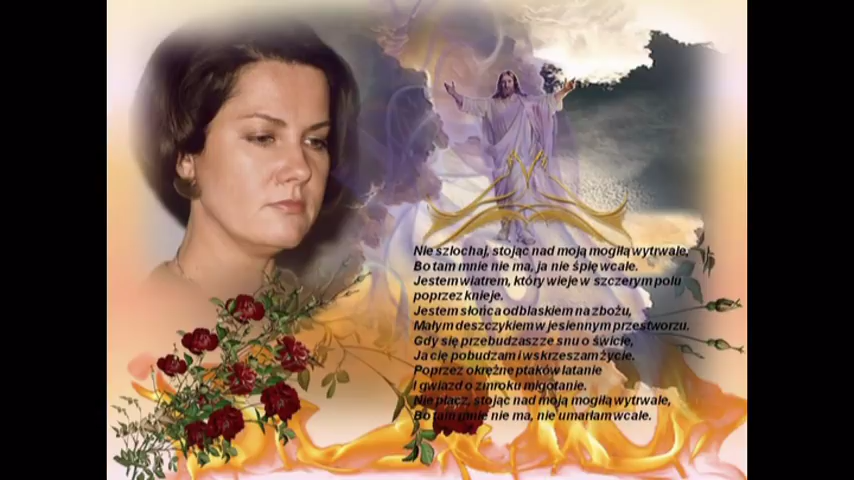 Nie szlochaj, stojąc nad moją mogiłą wytrwale,
Bo tam mnie nie ma, ja nie śpię wcale.
Jestem wiatrem, który wieje w szczerym polu
poprzez knieje.
Jestem słońca odblaskiem na zbożu,
Małym deszczykiem w jesiennym przestworzu.
Gdy się przebudzasz ze snu o świcie,
Ja cię pobudzam i wskrzeszam życie.
Poprzez okrężne ptaków latanie
I gwiazd o zmroku migotanie.
Nie płacz, stojąc nad moją mogiłą wytrwale,
Bo tam mnie nie ma, nie umarłam wcale.